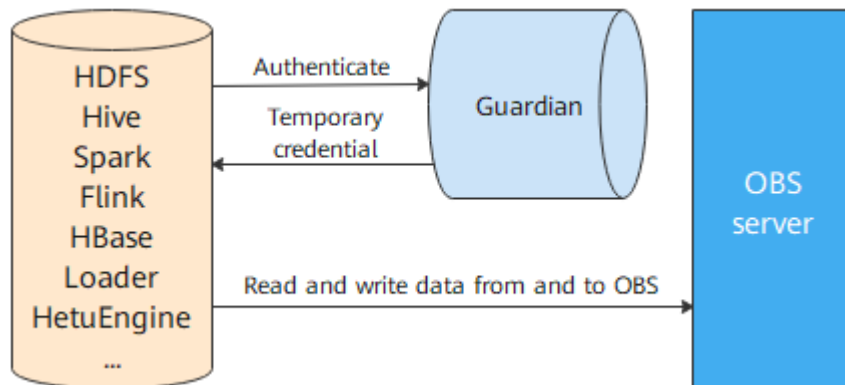 HDFS
Hive
Spark
Flink
HBase
Loader
HetuEngine
...
Authenticate
Temporary
credential
Guardian
Read and write data from and to OBS
OBS
server